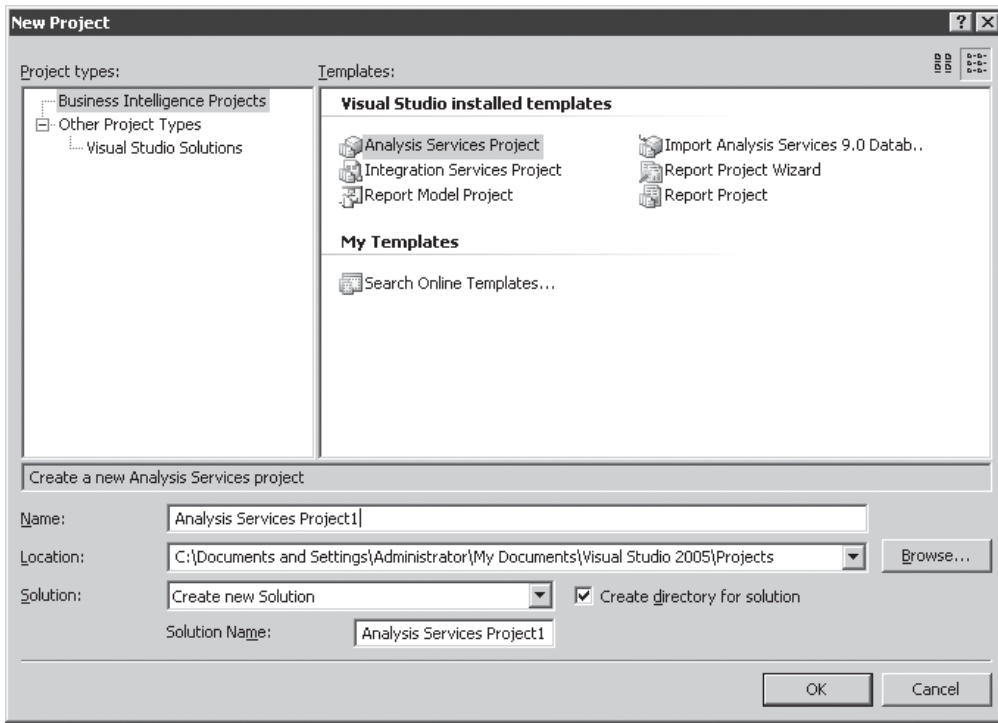 New Project
Project types:
Templates:
Business Intelligence Projects
Other Project Types
Visual Studio Solutions
Visual Studio installed templates
Analysis Services Project
Integration Services Project
Report Model Project
Import Analysis Services 9.0 Datab..
Report Project Wizard
Report Project
My Templates
Search Online Templates...
Create a new Analysis Services project
Name:
Analysis Services Project1
Location:
C:\Documents and Settings\Administrator\My Documents\Visual Studio 2005\Projects
Browse...
Solution:
Create new Solution
Create directory for solution
Solution Name:
Analysis Services Project1
OK
Cancel